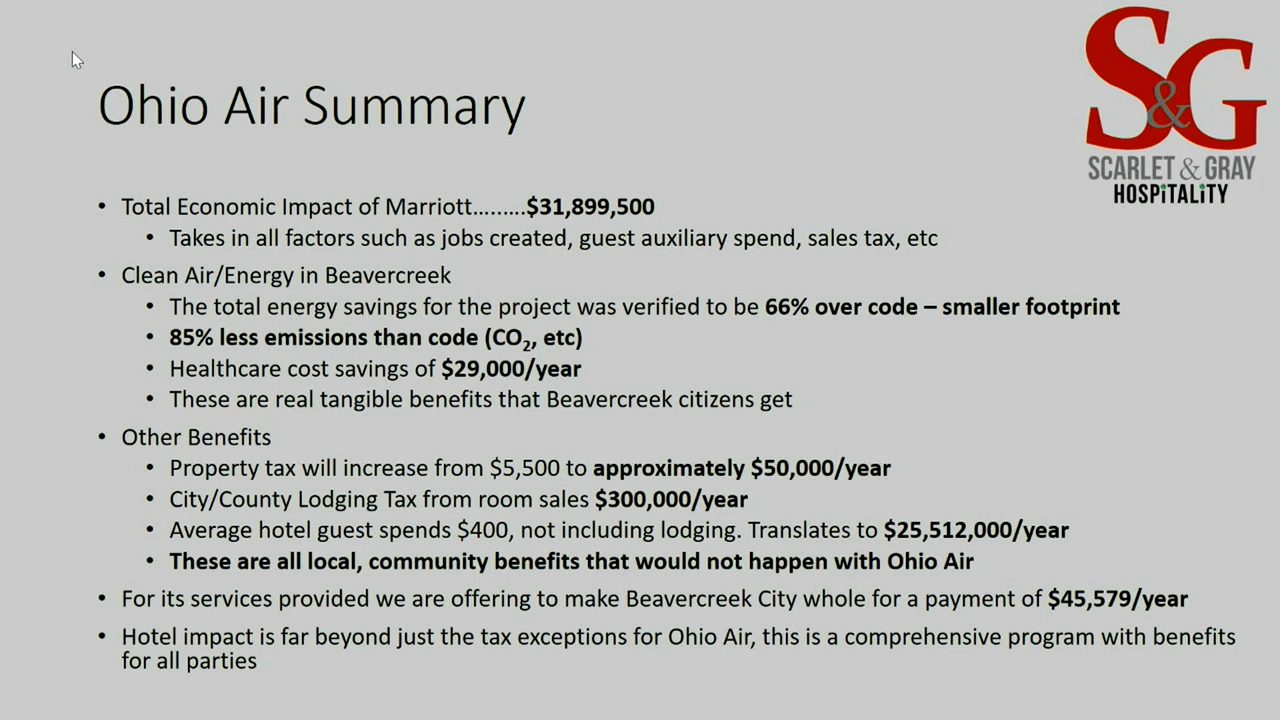 Ohio Air Summary
S&G
SCARLET & GRAY
HOSPiTALiTY
• Total Economic Impact of Marriott.........$31,899,500
• Takes in all factors such as jobs created, guest auxiliary spend, sales tax, etc
• Clean Air/Energy in Beavercreek
• The total energy savings for the project was verified to be 66% over code – smaller footprint
• 85% less emissions than code (CO₂, etc)
• Healthcare cost savings of $29,000/year
• These are real tangible benefits that Beavercreek citizens get
• Other Benefits
• Property tax will increase from $5,500 to approximately $50,000/year
• City/County Lodging Tax from room sales $300,000/year
• Average hotel guest spends $400, not including lodging. Translates to $25,512,000/year
• These are all local, community benefits that would not happen with Ohio Air
• For its services provided we are offering to make Beavercreek City whole for a payment of $45,579/year
• Hotel impact is far beyond just the tax exceptions for Ohio Air, this is a comprehensive program with benefits
for all parties